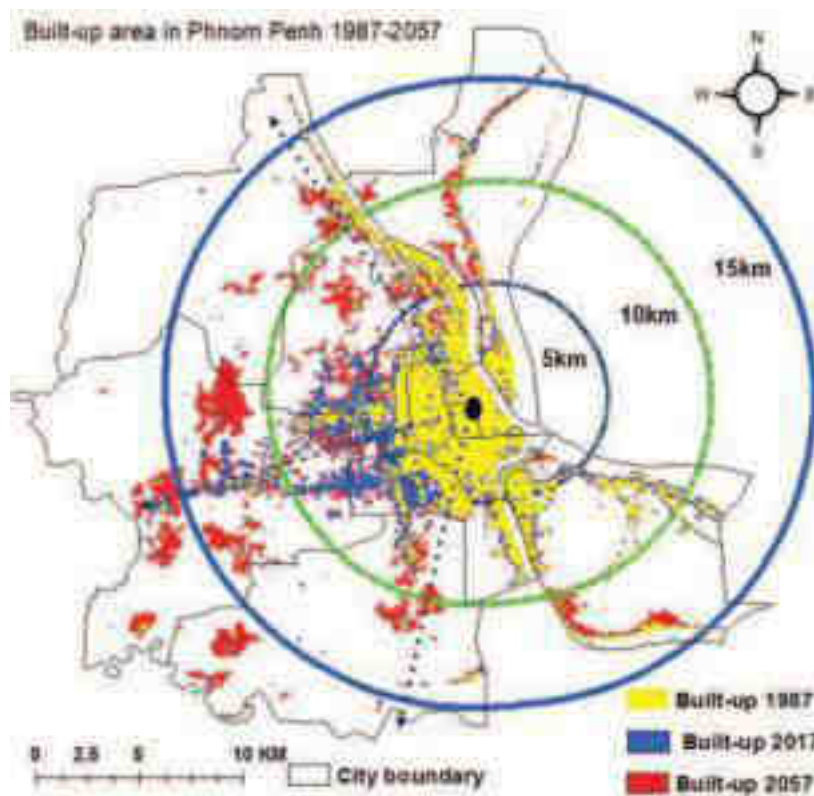 Built-up area in Phnom Penh 1987-2057
N
W
S
15km
10km
5km
Built-up 1987
Built-up 2017
Built-up 2057
0 2.5 5 10 KM
City boundary